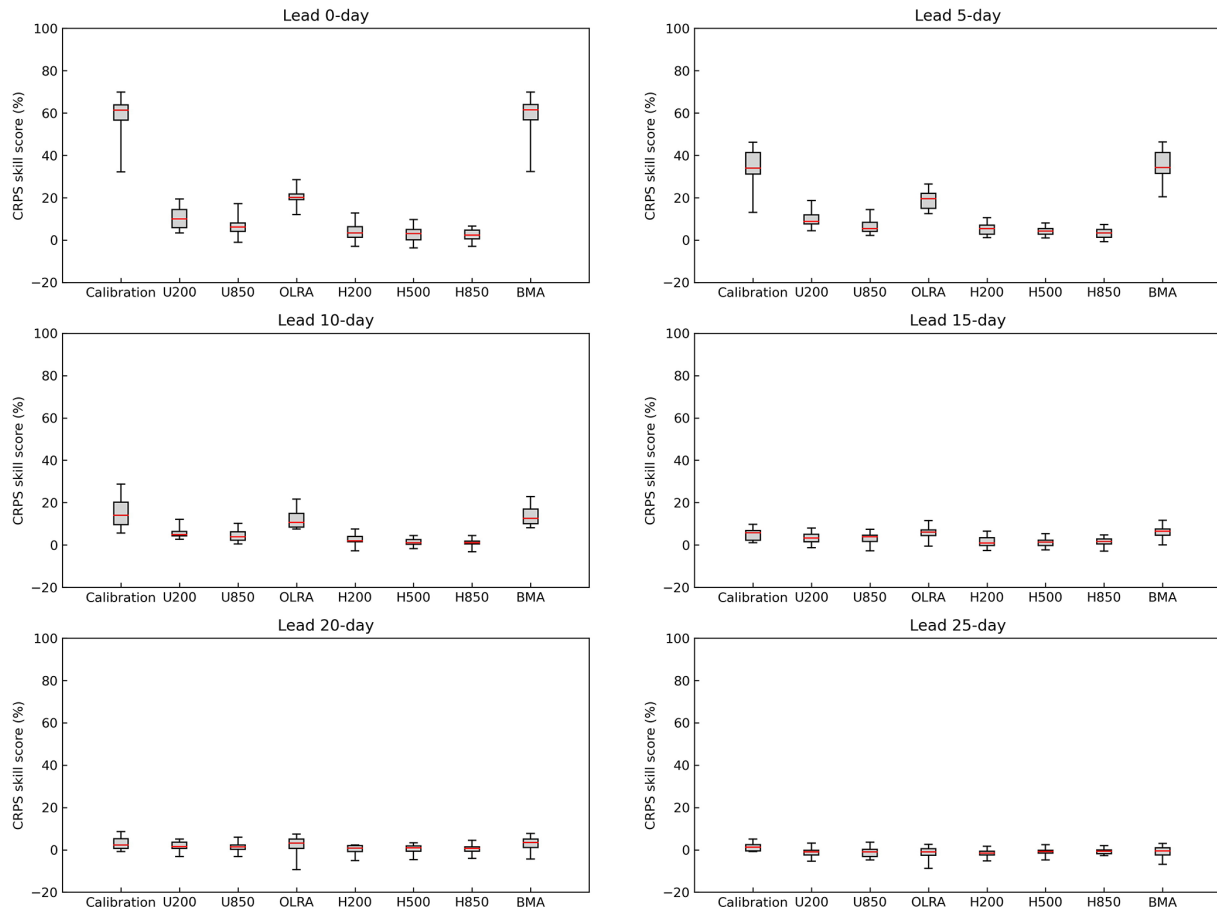 Lead 0-day
CRPS skill score (%)
100
80
60
40
20
0
−20
Calibration U200 U850 OLRA H200 H500 H850 BMA
Lead 5-day
CRPS skill score (%)
100
80
60
40
20
0
−20
Calibration U200 U850 OLRA H200 H500 H850 BMA
Lead 10-day
CRPS skill score (%)
100
80
60
40
20
0
−20
Calibration U200 U850 OLRA H200 H500 H850 BMA
Lead 15-day
CRPS skill score (%)
100
80
60
40
20
0
−20
Calibration U200 U850 OLRA H200 H500 H850 BMA
Lead 20-day
CRPS skill score (%)
100
80
60
40
20
0
−20
Calibration U200 U850 OLRA H200 H500 H850 BMA
Lead 25-day
CRPS skill score (%)
100
80
60
40
20
0
−20
Calibration U200 U850 OLRA H200 H500 H850 BMA